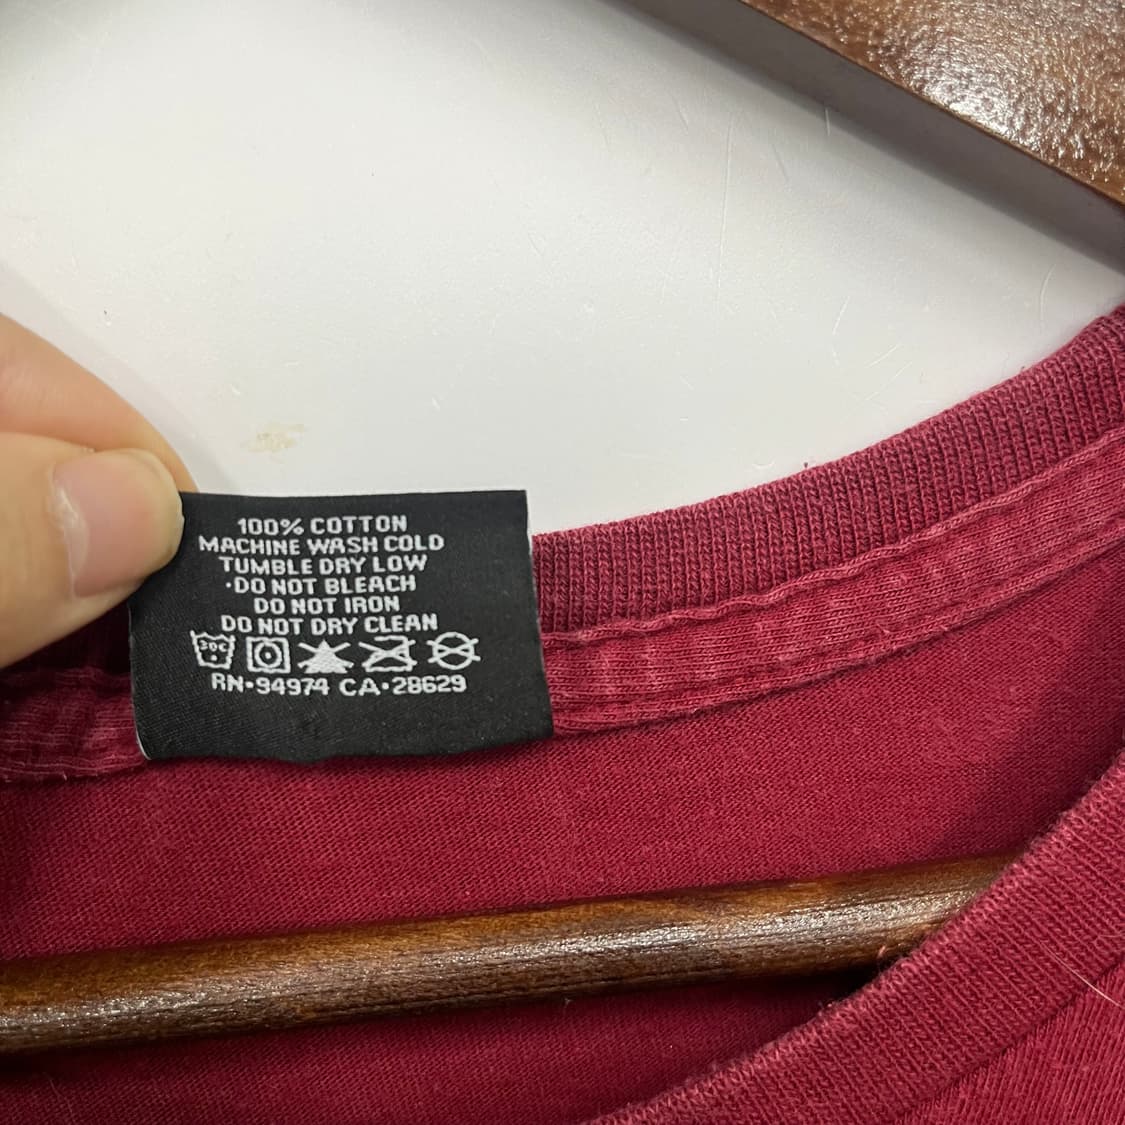 100% COTTON
MACHINE WASH COLD
TUMBLE DRY LOW
·DO NOT BLEACH
DO NOT IRON
DO NOT DRY CLEAN
30C
RN·94974 CA·28629